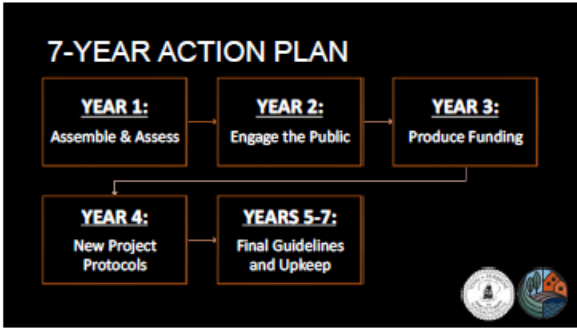 7-YEAR ACTION PLAN
YEAR 1:
Assemble & Assess
YEAR 2:
Engage the Public
YEAR 3:
Produce Funding
YEAR 4:
New Project
Protocols
YEARS 5-7:
Final Guidelines
and Upkeep